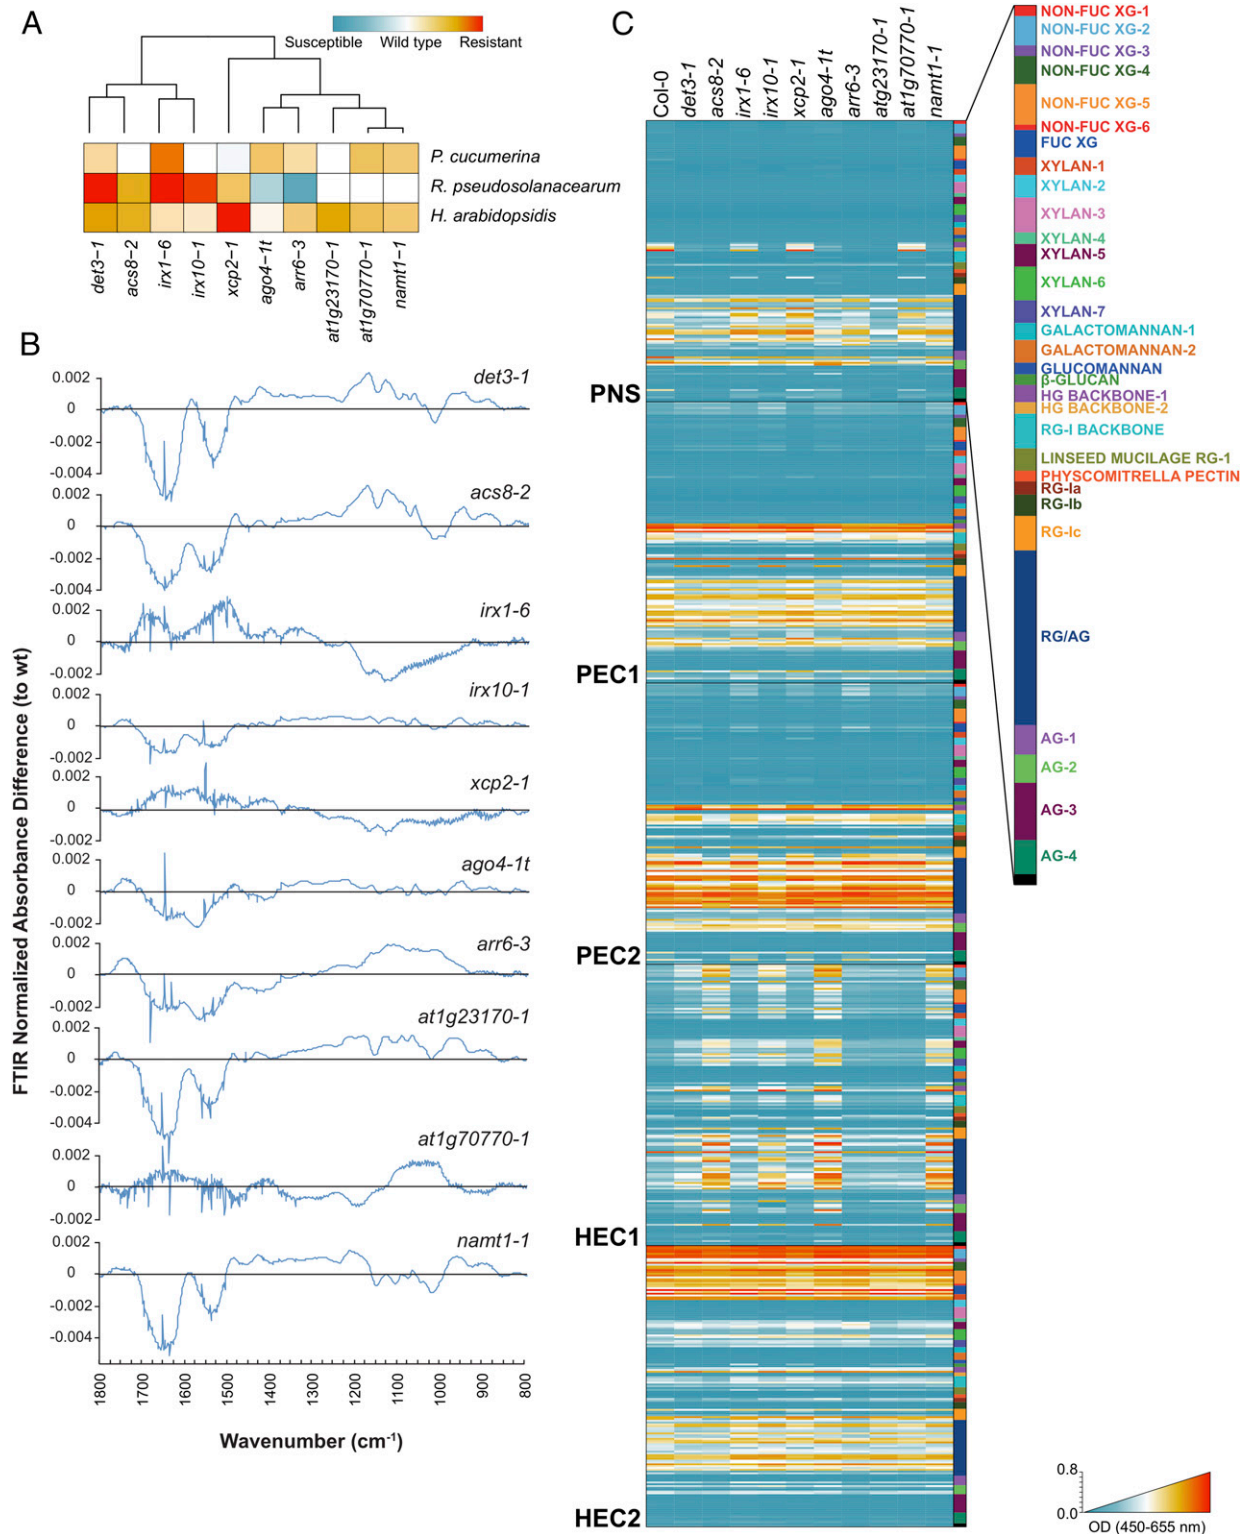 A
Susceptible Wild type Resistant
P. cucumerina
R. pseudosolanacearum
H. arabidopsidis
det3-1
acs8-2
irx1-6
irx10-1
xcp2-1
ago4-1t
arr6-3
at1g23170-1
at1g70770-1
namt1-1
B
FTIR Normalized Absorbance Difference (to wt)
det3-1
0.002
0
-0.002
-0.004
acs8-2
0.002
0
-0.002
-0.004
irx1-6
0.002
0
-0.002
irx10-1
0.002
0
-0.002
xcp2-1
0.002
0
-0.002
ago4-1t
0.002
0
-0.002
arr6-3
0.002
0
-0.002
at1g23170-1
0.002
0
-0.002
-0.004
at1g70770-1
0.002
0
-0.002
namt1-1
0.002
0
-0.002
-0.004
1800 1700 1600 1500 1400 1300 1200 1100 1000 900 800
Wavenumber (cm-1)
C
Col-0
det3-1
acs8-2
irx1-6
irx10-1
xcp2-1
ago4-1t
arr6-3
atg23170-1
at1g70770-1
namt1-1
PNS
PEC1
PEC2
HEC1
HEC2
NON-FUC XG-1
NON-FUC XG-2
NON-FUC XG-3
NON-FUC XG-4
NON-FUC XG-5
NON-FUC XG-6
FUC XG
XYLAN-1
XYLAN-2
XYLAN-3
XYLAN-4
XYLAN-5
XYLAN-6
XYLAN-7
GALACTOMANNAN-1
GALACTOMANNAN-2
GLUCOMANNAN
β-GLUCAN
HG BACKBONE-1
HG BACKBONE-2
RG-I BACKBONE
LINSEED MUCILAGE RG-1
PHYSCOMITRELLA PECTIN
RG-Ia
RG-Ib
RG-Ic
RG/AG
AG-1
AG-2
AG-3
AG-4
0.8
0.0
OD (450-655 nm)